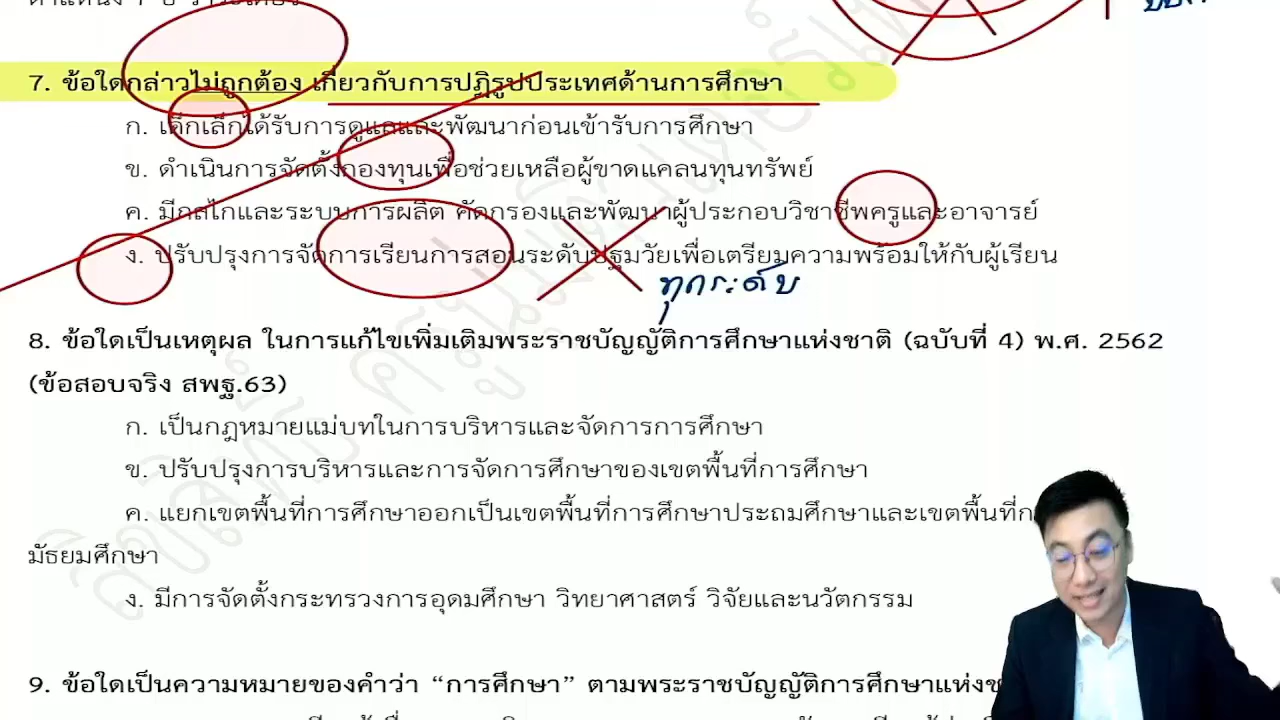 7. ข้อใดกล่าวไม่ถูกต้อง เกี่ยวกับการปฏิรูปประเทศด้านการศึกษา
ก. เด็กเล็กได้รับการดูแลและพัฒนาก่อนเข้ารับการศึกษา
ข. ดำเนินการจัดตั้งกองทุนเพื่อช่วยเหลือผู้ขาดแคลนทุนทรัพย์
ค. มีกลไกและระบบการผลิต คัดกรองและพัฒนาผู้ประกอบวิชาชีพครูและอาจารย์
ง. ปรับปรุงการจัดการเรียนการสอนระดับปฐมวัยเพื่อเตรียมความพร้อมให้กับผู้เรียน
ทุกระดับ
8. ข้อใดเป็นเหตุผล ในการแก้ไขเพิ่มเติมพระราชบัญญัติการศึกษาแห่งชาติ (ฉบับที่ 4) พ.ศ. 2562
(ข้อสอบจริง สพฐ.63)
ก. เป็นกฎหมายแม่บทในการบริหารและจัดการการศึกษา
ข. ปรับปรุงการบริหารและการจัดการศึกษาของเขตพื้นที่การศึกษา
ค. แยกเขตพื้นที่การศึกษาออกเป็นเขตพื้นที่การศึกษาประถมศึกษาและเขตพื้นที่
มัธยมศึกษา
ง. มีการจัดตั้งกระทรวงการอุดมศึกษา วิทยาศาสตร์ วิจัยและนวัตกรรม
9. ข้อใดเป็นความหมายของคำว่า “การศึกษา” ตามพระราชบัญญัติการศึกษาแห่ง